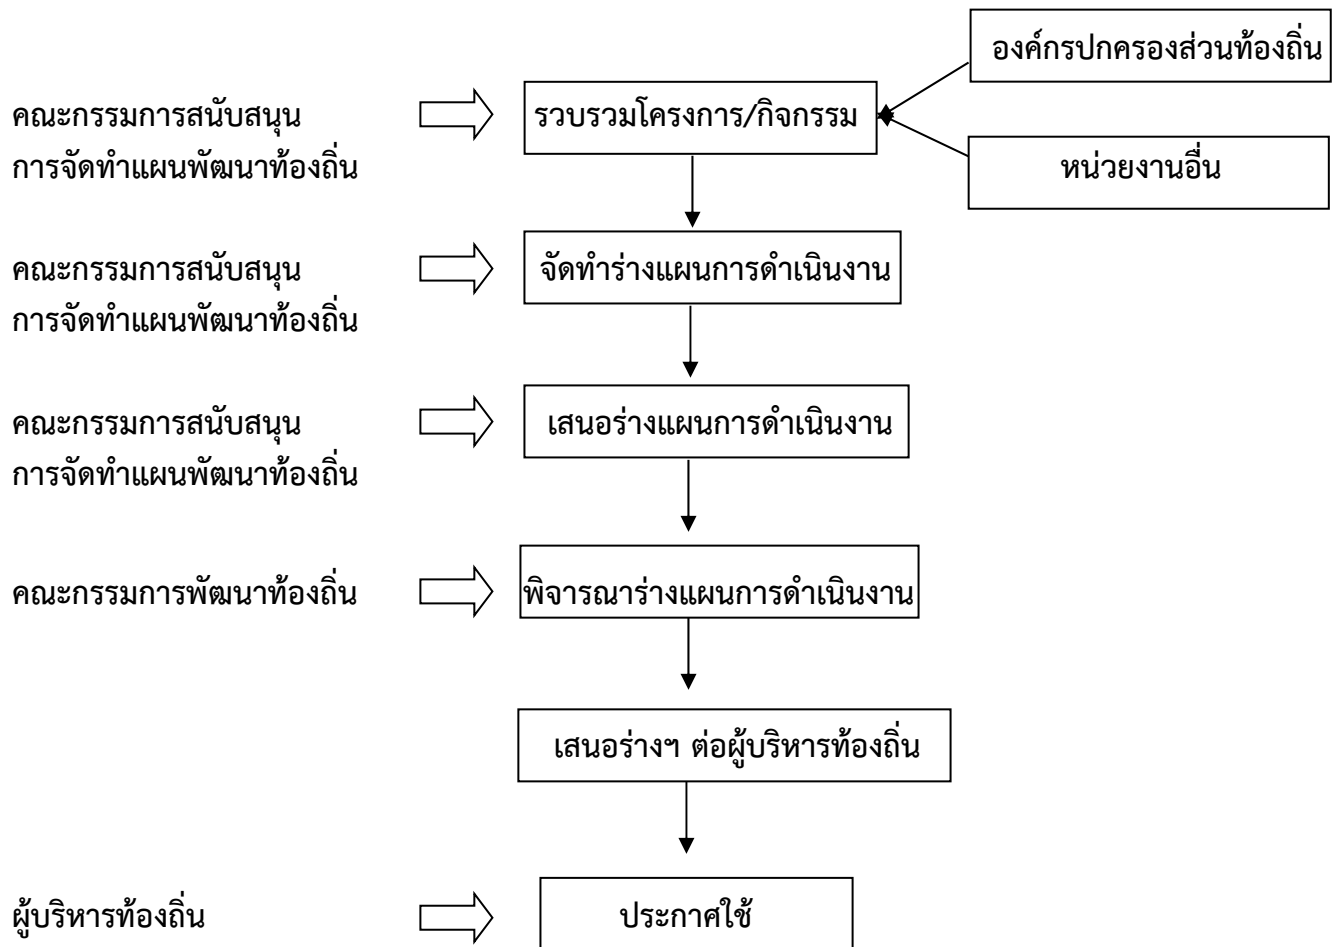 องค์กรปกครองส่วนท้องถิ่น
คณะกรรมการสนับสนุน
การจัดทำแผนพัฒนาท้องถิ่น
รวบรวมโครงการ/กิจกรรม
หน่วยงานอื่น
คณะกรรมการสนับสนุน
การจัดทำแผนพัฒนาท้องถิ่น
จัดทำร่างแผนการดำเนินงาน
คณะกรรมการสนับสนุน
การจัดทำแผนพัฒนาท้องถิ่น
เสนอร่างแผนการดำเนินงาน
คณะกรรมการพัฒนาท้องถิ่น
พิจารณาร่างแผนการดำเนินงาน
เสนอร่างฯ ต่อผู้บริหารท้องถิ่น
ผู้บริหารท้องถิ่น
ประกาศใช้